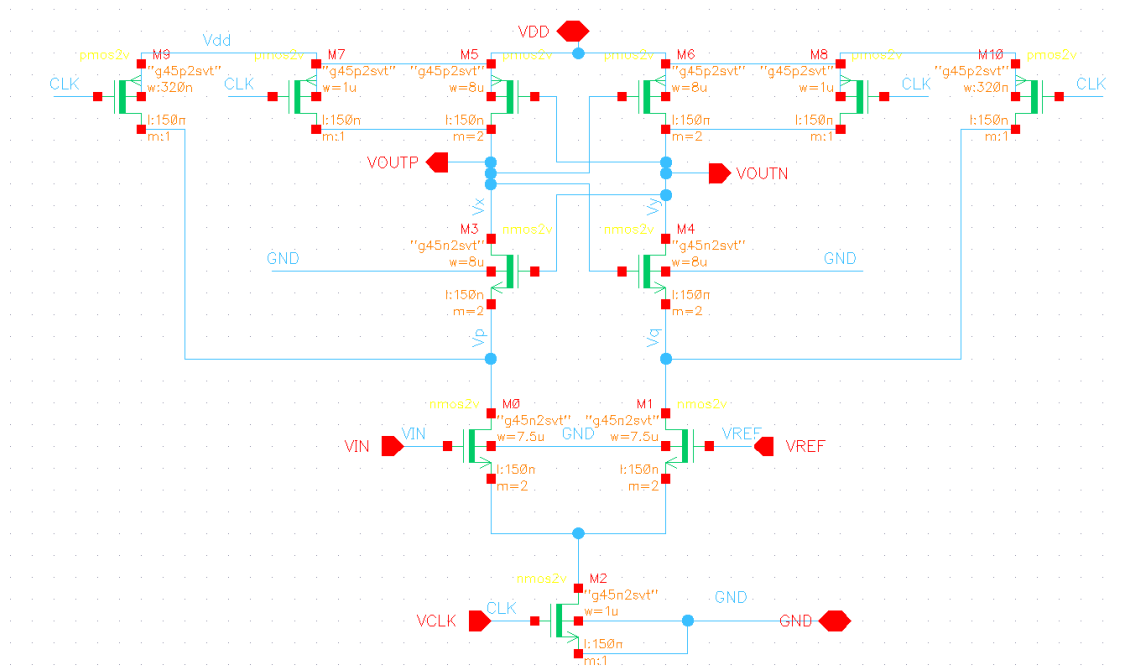 VDD
Vdd
pmos2v M9
"g45p2svt"
w:320n
CLK
l:150n
m:1
pmos2v M7
"g45p2svt"
w=1u
CLK
l:150n
m:1
pmos2v M5
"g45p2svt"
w=8u
l:150n
m=2
M6 pmos2v
"g45p2svt"
w=8u
l:150n
m=2
M8 pmos2v
"g45p2svt"
w=1u
CLK
l:150n
m:1
M10 pmos2v
"g45p2svt"
w:320n
CLK
l:150n
m:1
VOUTP
VOUTN
Vx
Vy
M3 nmos2v
"g45n2svt"
w=8u
GND
l:150n
m=2
nmos2v M4
"g45n2svt"
w=8u
GND
l:150n
m=2
Vp
Vq
nmos2v M0
"g45n2svt"
w=7.5u
VIN VIN
l:150n
m=2
GND
M1 nmos2v
"g45n2svt"
w=7.5u
VREF VREF
l:150n
m=2
nmos2v M2
"g45n2svt"
w=1u
VCLK CLK
l:150n
m:1
GND
GND